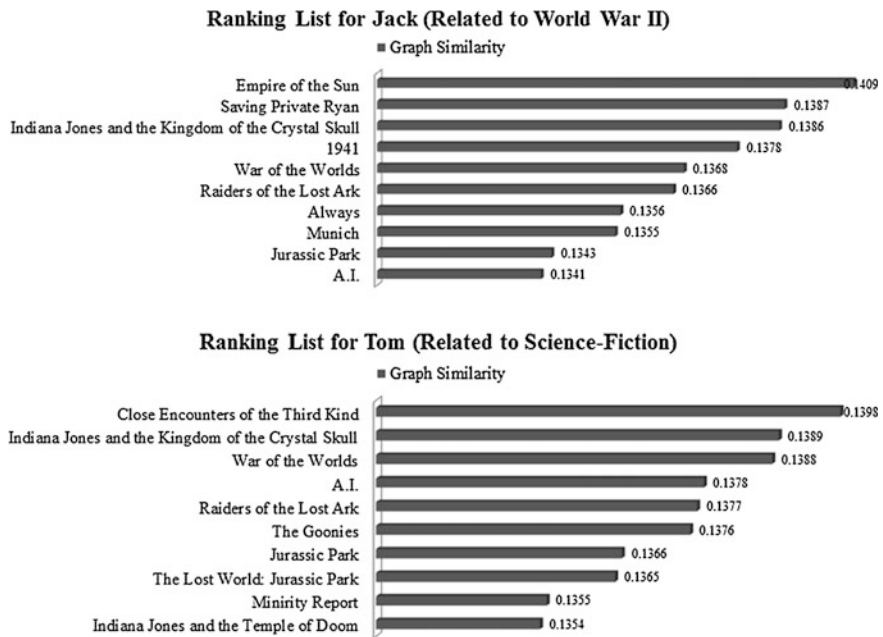 Ranking List for Jack (Related to World War II)
Graph Similarity
Empire of the Sun 0.1409
Saving Private Ryan 0.1387
Indiana Jones and the Kingdom of the Crystal Skull 0.1386
1941 0.1378
War of the Worlds 0.1368
Raiders of the Lost Ark 0.1366
Always 0.1356
Munich 0.1355
Jurassic Park 0.1343
A.I. 0.1341
Ranking List for Tom (Related to Science-Fiction)
Graph Similarity
Close Encounters of the Third Kind 0.1398
Indiana Jones and the Kingdom of the Crystal Skull 0.1389
War of the Worlds 0.1388
A.I. 0.1378
Raiders of the Lost Ark 0.1377
The Goonies 0.1376
Jurassic Park 0.1366
The Lost World: Jurassic Park 0.1365
Minirity Report 0.1355
Indiana Jones and the Temple of Doom 0.1354